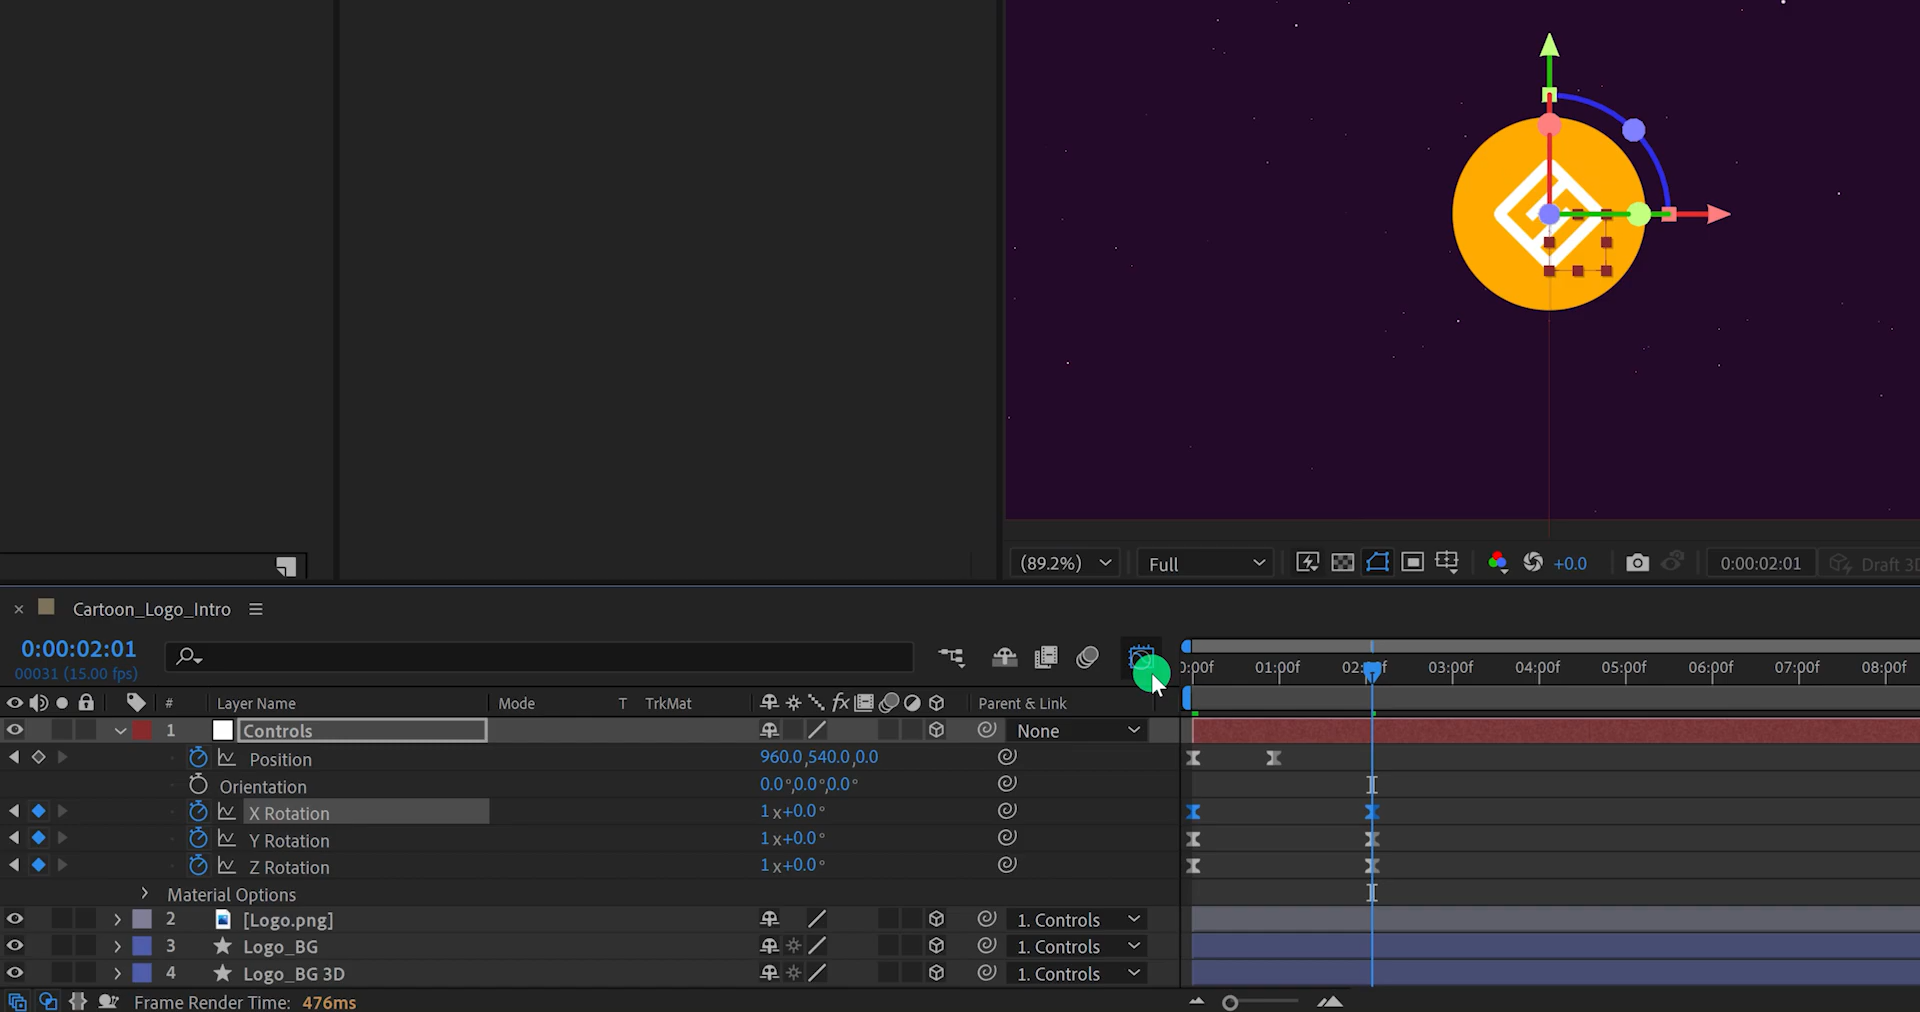 (89.2%) Full +0.0 0:00:02:01 Draft 3D
Cartoon_Logo_Intro
0:00:02:01
00031 (15.00 fps)
0:00f 01:00f 03:00f 04:00f 05:00f 06:00f 07:00f 08:00f
# Layer Name Mode T TrkMat fx Parent & Link
1 Controls None
Position 960.0,540.0,0.0
Orientation 0.0°,0.0°,0.0°
X Rotation 1x+0.0°
Y Rotation 1x+0.0°
Z Rotation 1x+0.0°
Material Options
2 [Logo.png] 1. Controls
3 Logo_BG 1. Controls
4 Logo_BG 3D 1. Controls
Frame Render Time: 476ms